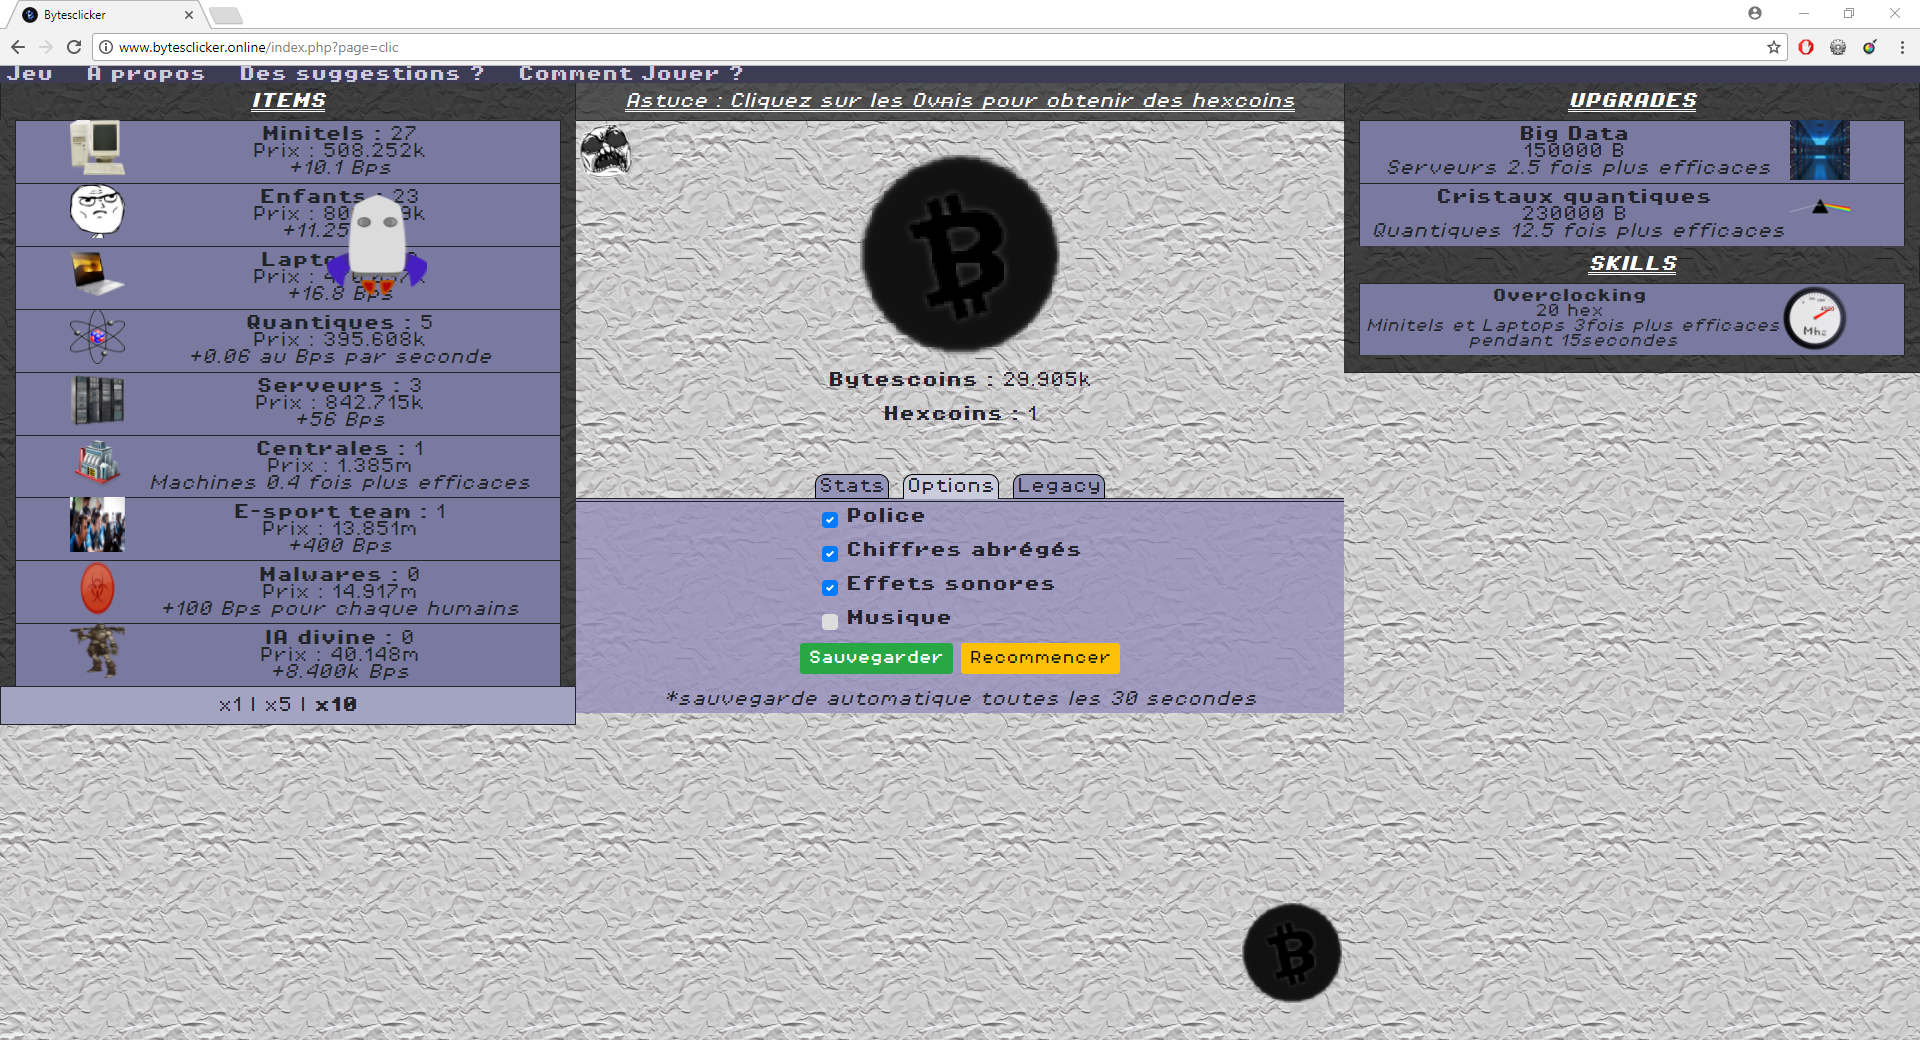 Bytesclicker
www.bytesclicker.online/index.php?page=clic
Jeu A propos Des suggestions ? Comment Jouer ?
ITEMS
Minitels : 27
Prix : 508.252k
+10.1 Bps
Enfants : 23
Prix :
+11.25
Prix :
+16.8 Bps
Quantiques : 5
Prix : 395.608k
+0.06 au Bps par seconde
Serveurs : 3
Prix : 842.715k
+56 Bps
Centrales : 1
Prix : 1.385m
Machines 0.4 fois plus efficaces
E-sport team : 1
Prix : 13.851m
+400 Bps
Malwares : 0
Prix : 14.917m
+100 Bps pour chaque humains
IA divine : 0
Prix : 40.148m
+8.400k Bps
x1 | x5 | x10
Astuce : Cliquez sur les Ovnis pour obtenir des hexcoins
Bytescoins : 29.905k
Hexcoins : 1
Stats Options Legacy
Police
Chiffres abrégés
Effets sonores
Musique
Sauvegarder Recommencer
*sauvegarde automatique toutes les 30 secondes
UPGRADES
Big Data
150000 B
Serveurs 2.5 fois plus efficaces
Cristaux quantiques
230000 B
Quantiques 12.5 fois plus efficaces
SKILLS
Overclocking
20 hex
Minitels et Laptops 3fois plus efficaces
pendant 15secondes
Mhz